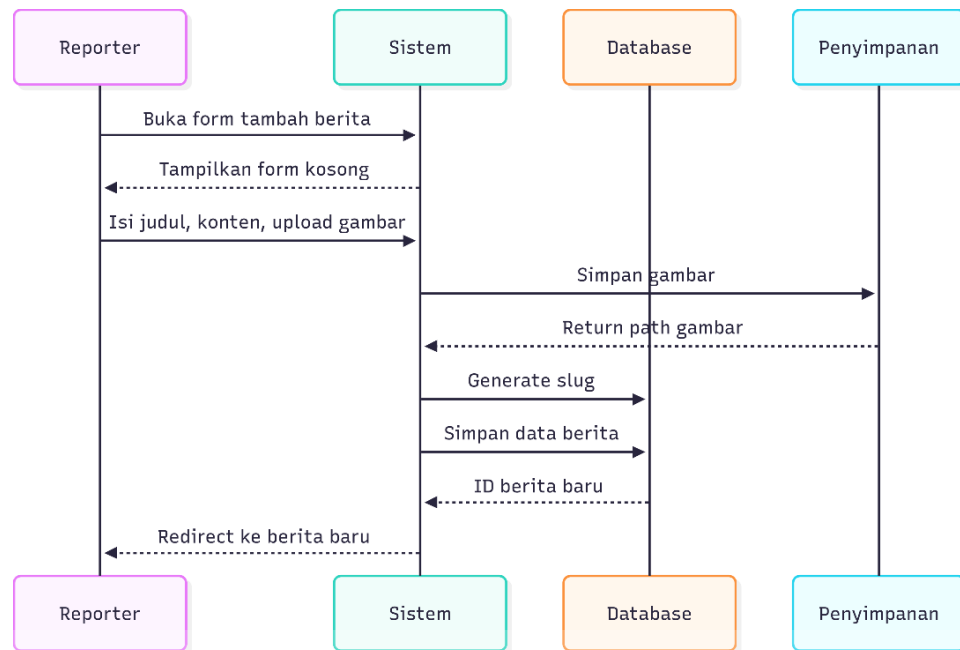 Reporter
Sistem
Database
Penyimpanan
Buka form tambah berita
Tampilkan form kosong
Isi judul, konten, upload gambar
Simpan gambar
Return path gambar
Generate slug
Simpan data berita
ID berita baru
Redirect ke berita baru
Reporter
Sistem
Database
Penyimpanan